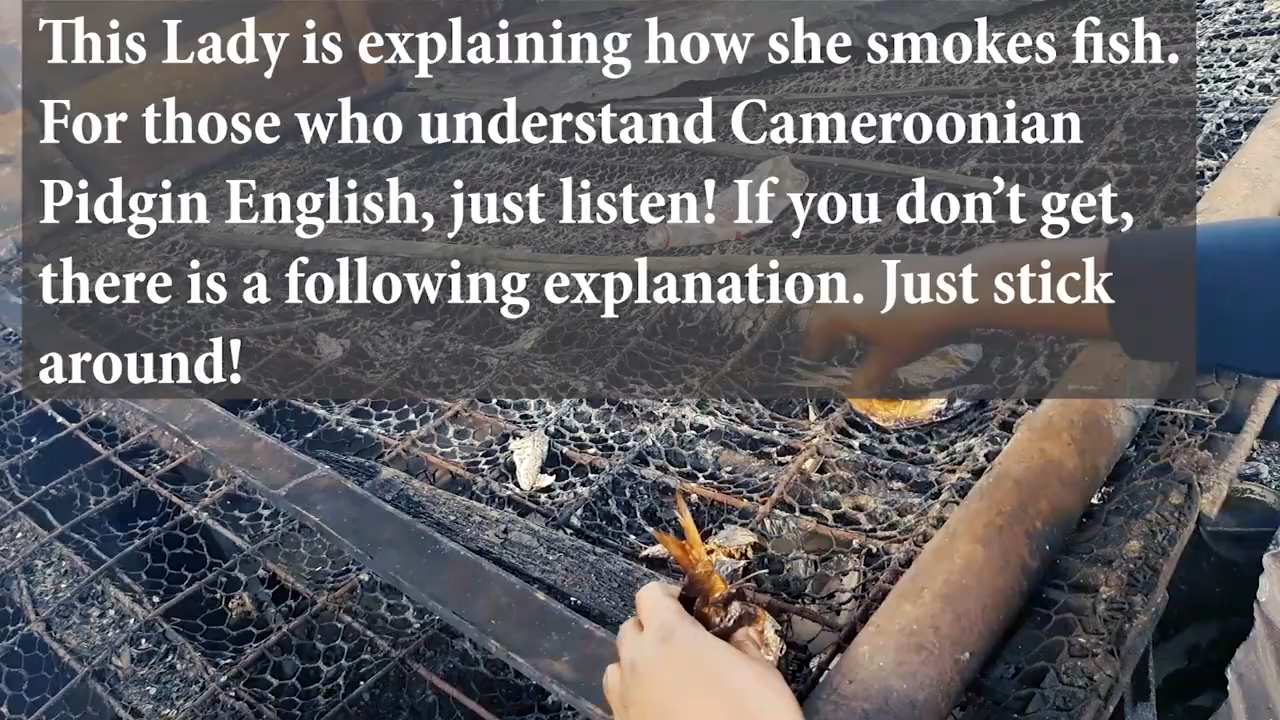 This Lady is explaining how she smokes fish.
For those who understand Cameroonian
Pidgin English, just listen! If you don’t get,
there is a following explanation. Just stick
around!